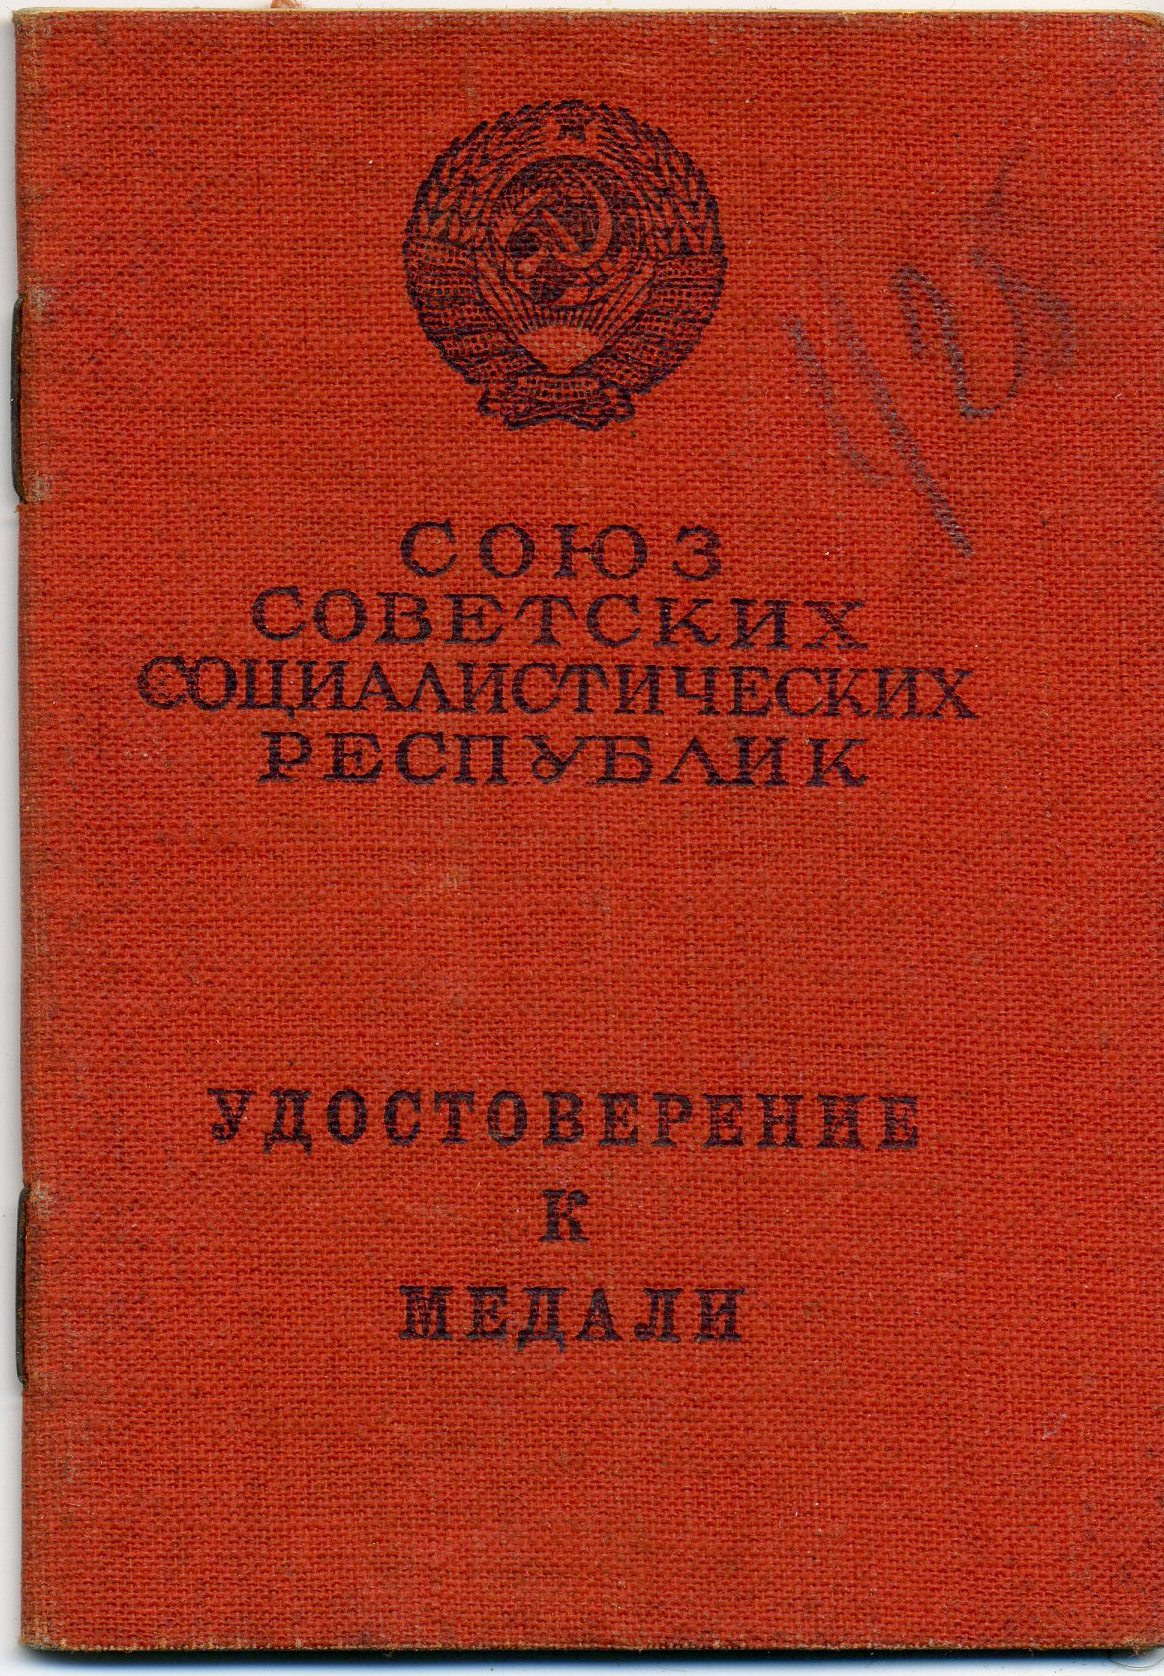 СОЮЗ
СОВЕТСКИХ
СОЦИАЛИСТИЧЕСКИХ
РЕСПУБЛИК
УДОСТОВЕРЕНИЕ
К
МЕДАЛИ